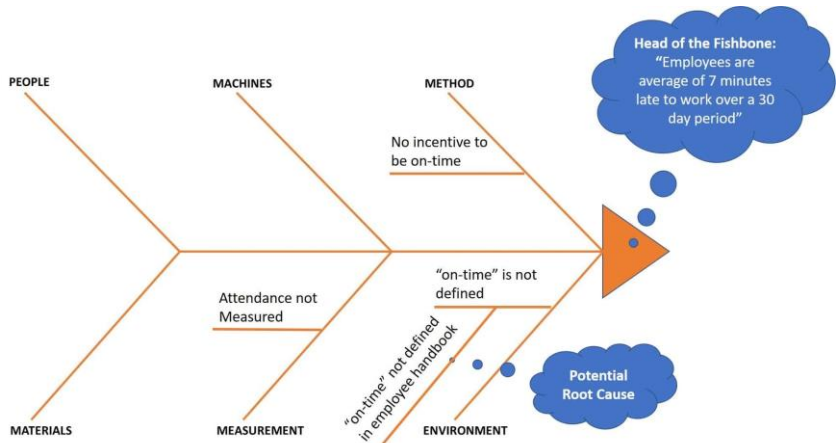 Head of the Fishbone:
“Employees are
average of 7 minutes
late to work over a 30
day period”
PEOPLE
MACHINES
METHOD
No incentive to
be on-time
“on-time” is not
defined
Attendance not
Measured
“on-time” not defined
in employee handbook
Potential
Root Cause
MATERIALS
MEASUREMENT
ENVIRONMENT